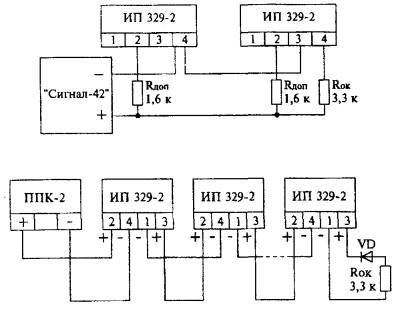 ИП 329-2
ИП 329-2
1 2 3 4
1 2 3 4
"Сигнал-42"
−
+
Rдоп
1,6 к
Rдоп
1,6 к
Rок
3,3 к
ППК-2
ИП 329-2
ИП 329-2
ИП 329-2
+ −
2 4 1 3
2 4 1 3
2 4 1 3
+ − − +
+ − − +
+ − − +
VD
Rок
3,3 к